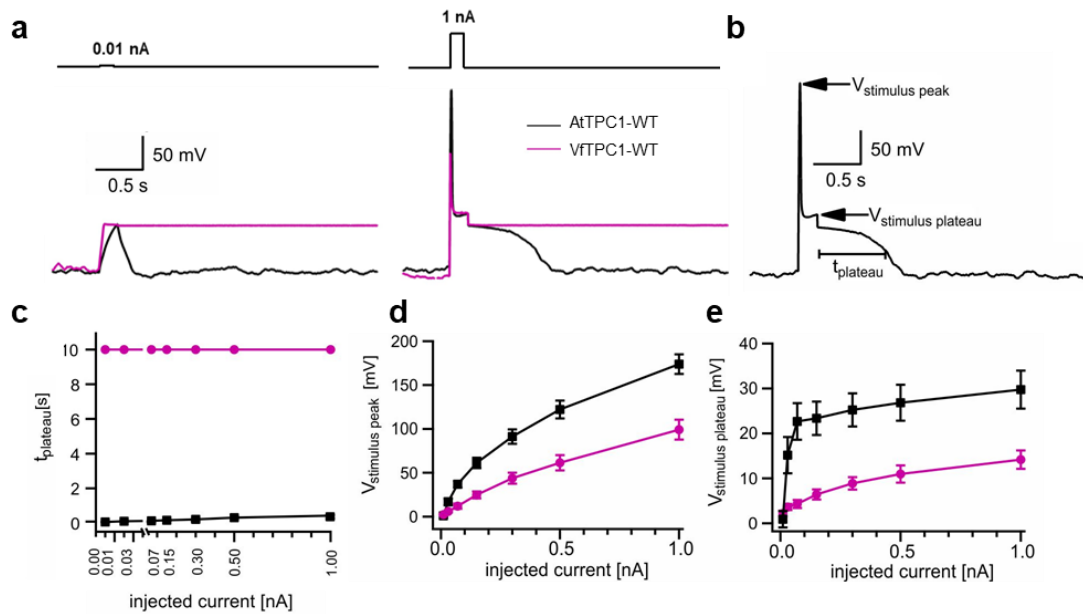 a
0.01 nA
1 nA
50 mV
0.5 s
AtTPC1-WT
VfTPC1-WT
b
Vstimulus peak
50 mV
0.5 s
Vstimulus plateau
tplateau
c
tplateau[s]
10
8
6
4
2
0
0.00
0.01
0.03
0.07
0.15
0.30
0.50
1.00
injected current [nA]
d
Vstimulus peak [mV]
200
150
100
50
0
0.0
0.5
1.0
injected current [nA]
e
Vstimulus plateau [mV]
40
30
20
10
0
0.0
0.5
1.0
injected current [nA]